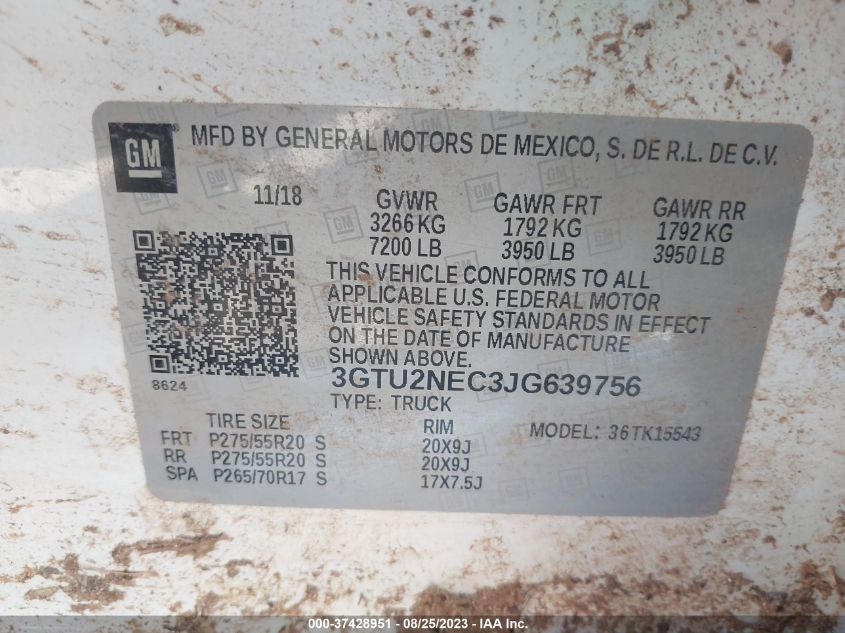 GM
MFD BY GENERAL MOTORS DE MEXICO, S. DE R.L. DE C.V.
11/18 GVWR GAWR FRT GAWR RR
3266 KG 1792 KG 1792 KG
7200 LB 3950 LB 3950 LB
THIS VEHICLE CONFORMS TO ALL
APPLICABLE U.S. FEDERAL MOTOR
VEHICLE SAFETY STANDARDS IN EFFECT
ON THE DATE OF MANUFACTURE
SHOWN ABOVE.
8624
3GTU2NEC3JG639756
TYPE: TRUCK
TIRE SIZE RIM MODEL: 36TK15543
FRT P275/55R20 S 20X9J
RR P275/55R20 S 20X9J
SPA P265/70R17 S 17X7.5J
000-37428951 - 08/25/2023 - IAA Inc.